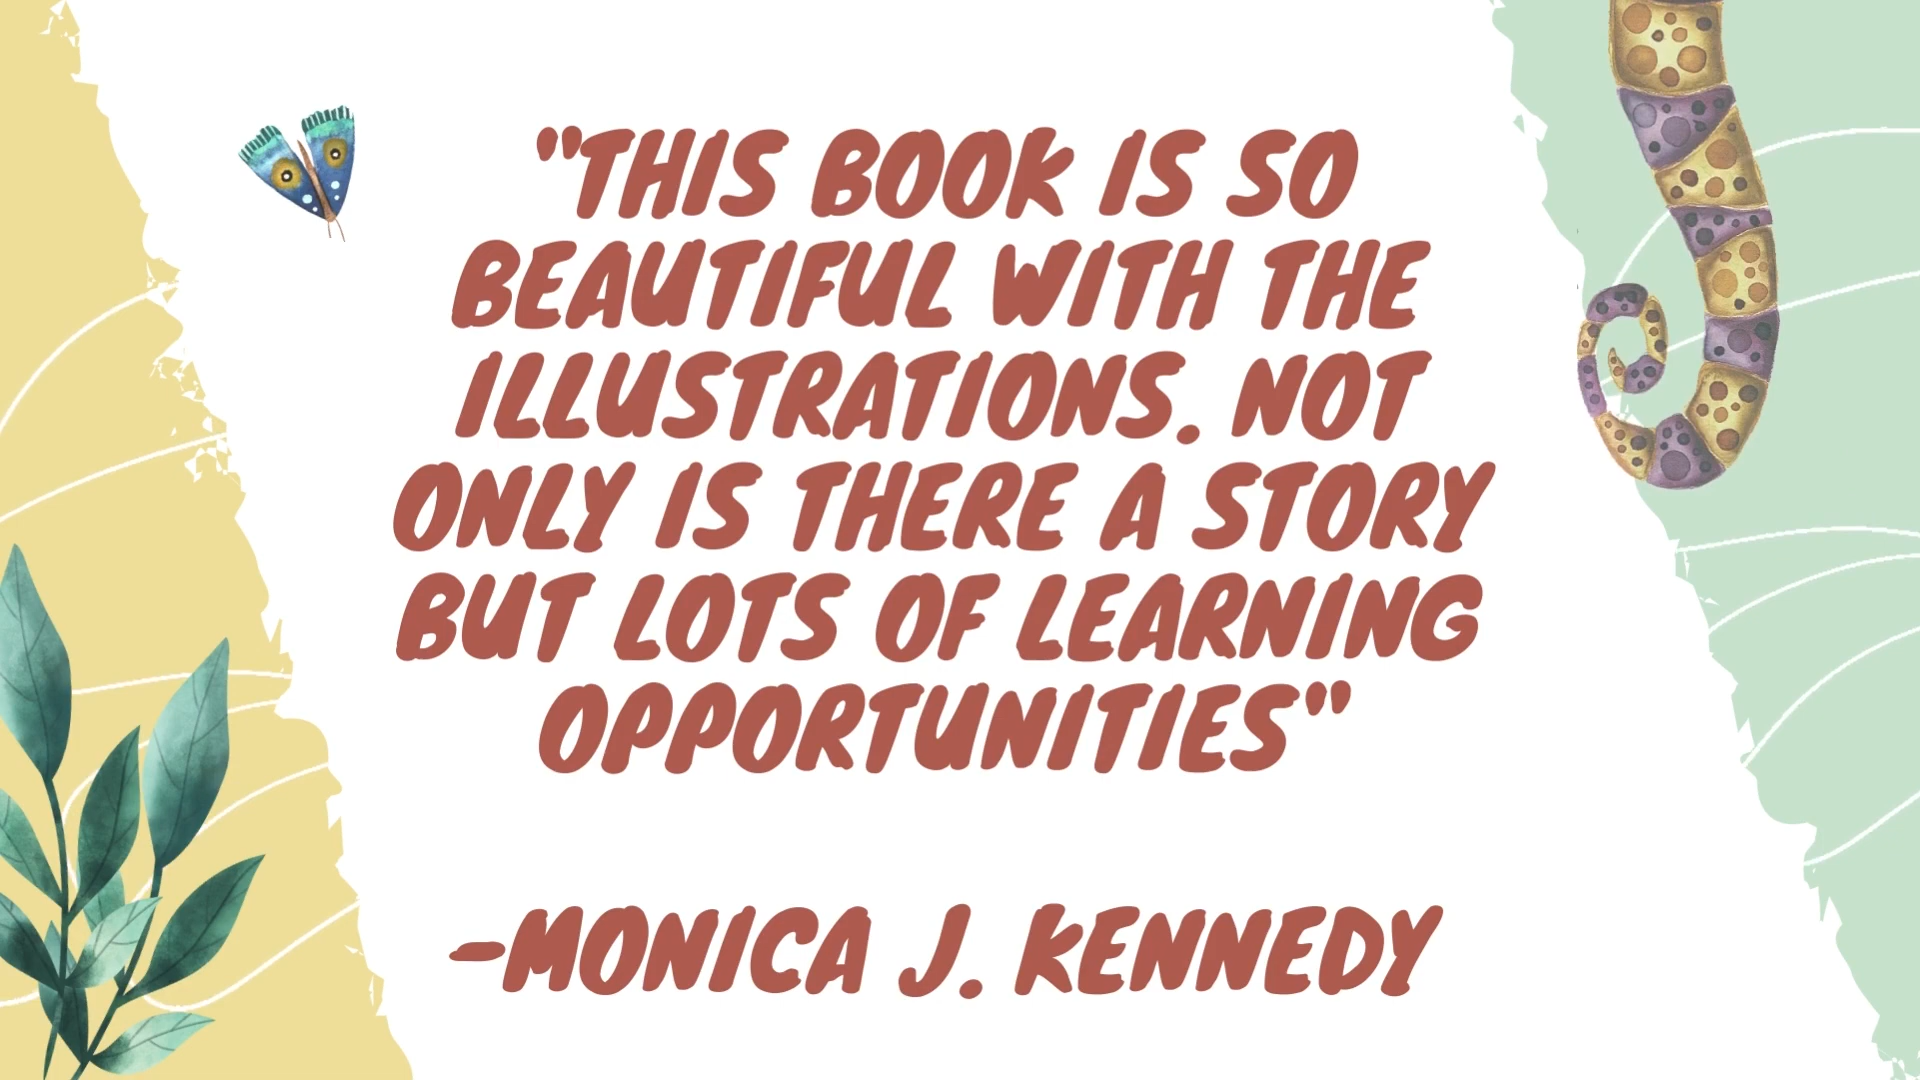 "THIS BOOK IS SO
BEAUTIFUL WITH THE
ILLUSTRATIONS. NOT
ONLY IS THERE A STORY
BUT LOTS OF LEARNING
OPPORTUNITIES"
-MONICA J. KENNEDY